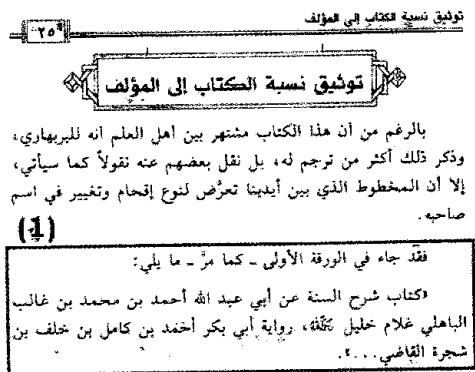 توثيق نسبة الكتاب إلى المؤلف
٢٥
توثيق نسبة الكتاب إلى المؤلف
بالرغم من أن هذا الكتاب مشتهر بين أهل العلم أنه للبربهاري،
وذكر ذلك أكثر من ترجم له، بل نقل بعضهم عنه نقولاً كما سيأتي،
إلا أن المخطوط الذي بين أيدينا تعرَّض لنوع إقحام وتغيير في اسم
صاحبه.
(1)
فقد جاء في الورقة الأولى ـ كما مرَّ ـ ما يلي:
«كتاب شرح السنة عن أبي عبد الله أحمد بن محمد بن غالب
الباهلي غلام خليل رواية أبي بكر أحمد بن كامل بن خلف بن
شجرة القاضي...».